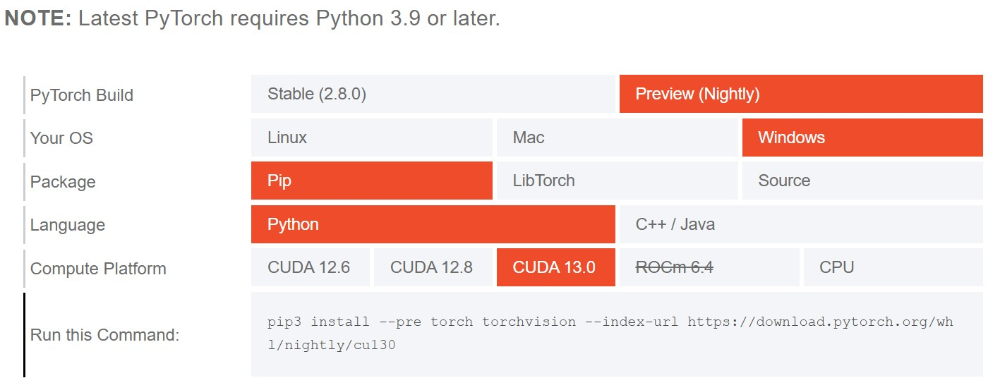 NOTE: Latest PyTorch requires Python 3.9 or later.
PyTorch Build
Stable (2.8.0)
Preview (Nightly)
Your OS
Linux
Mac
Windows
Package
Pip
LibTorch
Source
Language
Python
C++ / Java
Compute Platform
CUDA 12.6
CUDA 12.8
CUDA 13.0
ROCm 6.4
CPU
Run this Command:
pip3 install --pre torch torchvision --index-url https://download.pytorch.org/wh
l/nightly/cu130